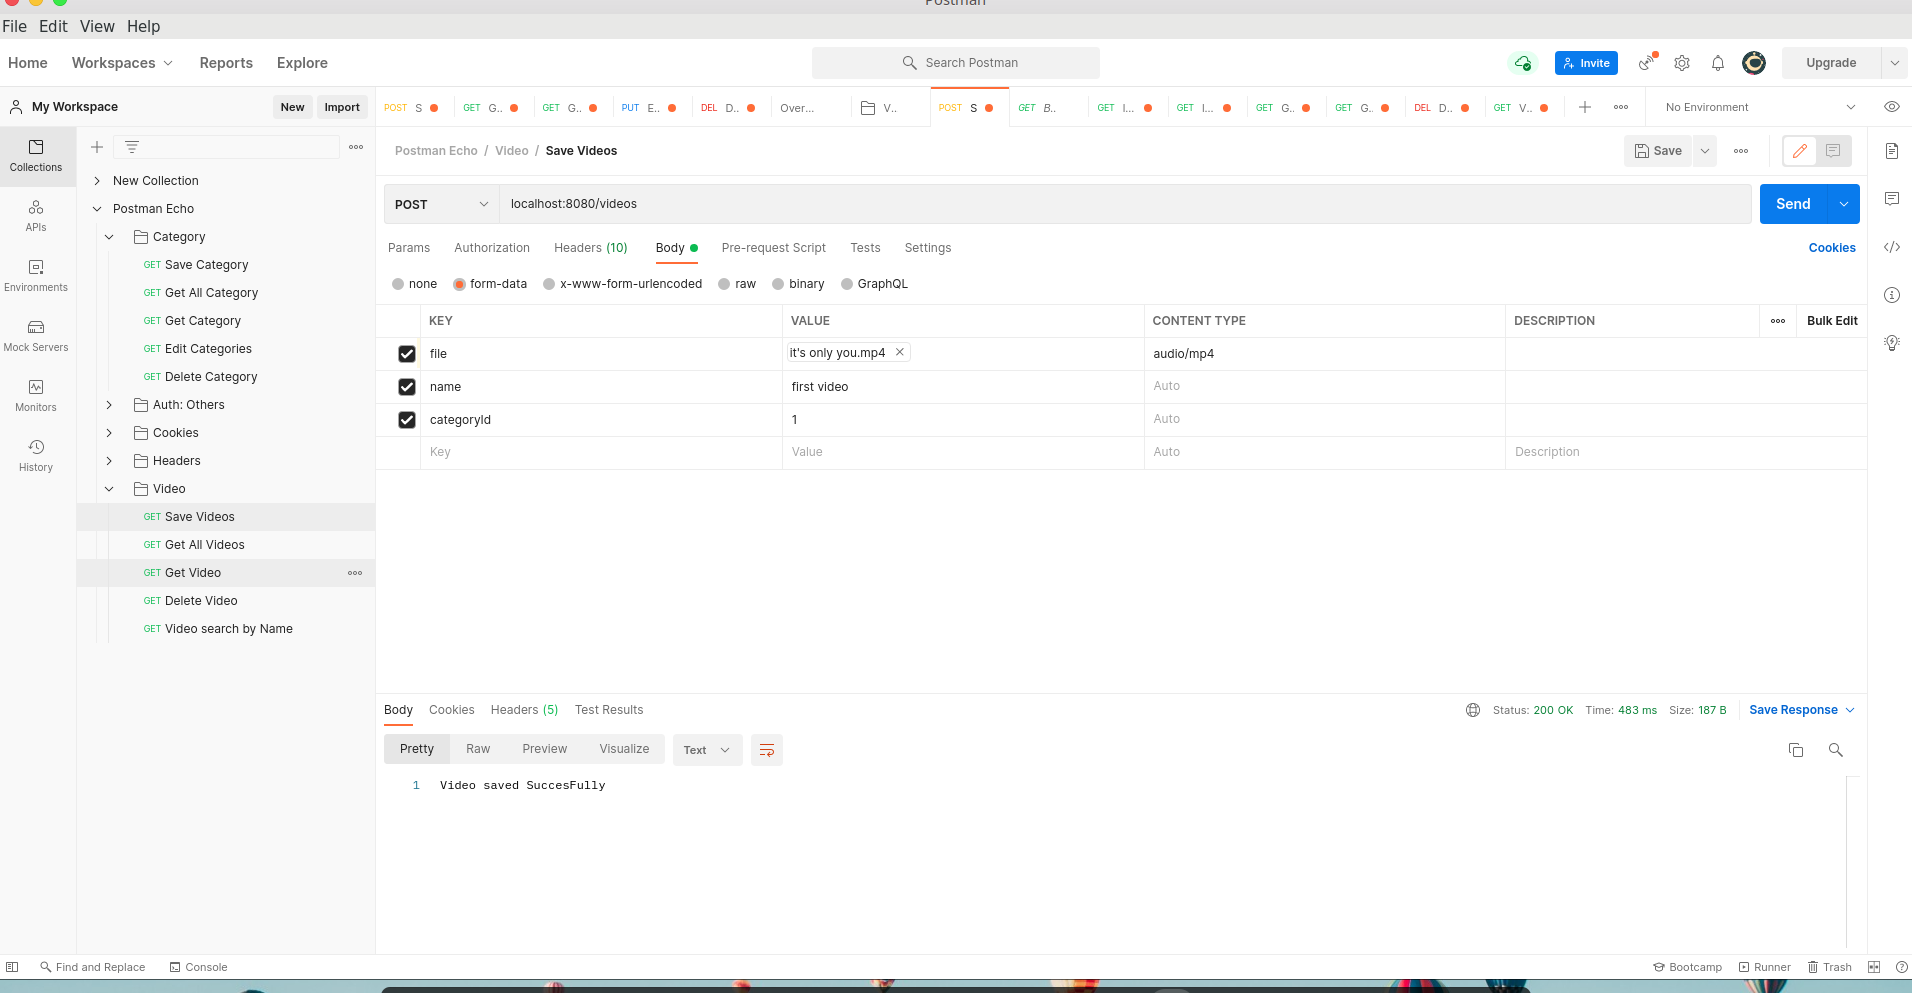 Postman
File Edit View Help
Home Workspaces Reports Explore Search Postman Invite Upgrade
My Workspace New Import POST S GET G.. GET G.. PUT E.. DEL D.. Over... V.. POST S GET B.. GET I... GET I... GET G.. GET G.. DEL D.. GET V.. No Environment
Collections
APIs
Environments
Mock Servers
Monitors
History
New Collection
Postman Echo
Category
GET Save Category
GET Get All Category
GET Get Category
GET Edit Categories
GET Delete Category
Auth: Others
Cookies
Headers
Video
GET Save Videos
GET Get All Videos
GET Get Video
GET Delete Video
GET Video search by Name
Postman Echo / Video / Save Videos Save
POST localhost:8080/videos Send
Params Authorization Headers (10) Body Pre-request Script Tests Settings Cookies
none form-data x-www-form-urlencoded raw binary GraphQL
KEY VALUE CONTENT TYPE DESCRIPTION Bulk Edit
file it's only you.mp4 audio/mp4
name first video Auto
categoryId 1 Auto
Key Value Auto Description
Body Cookies Headers (5) Test Results Status: 200 OK Time: 483 ms Size: 187 B Save Response
Pretty Raw Preview Visualize Text
1 Video saved SuccesFully
Find and Replace Console Bootcamp Runner Trash